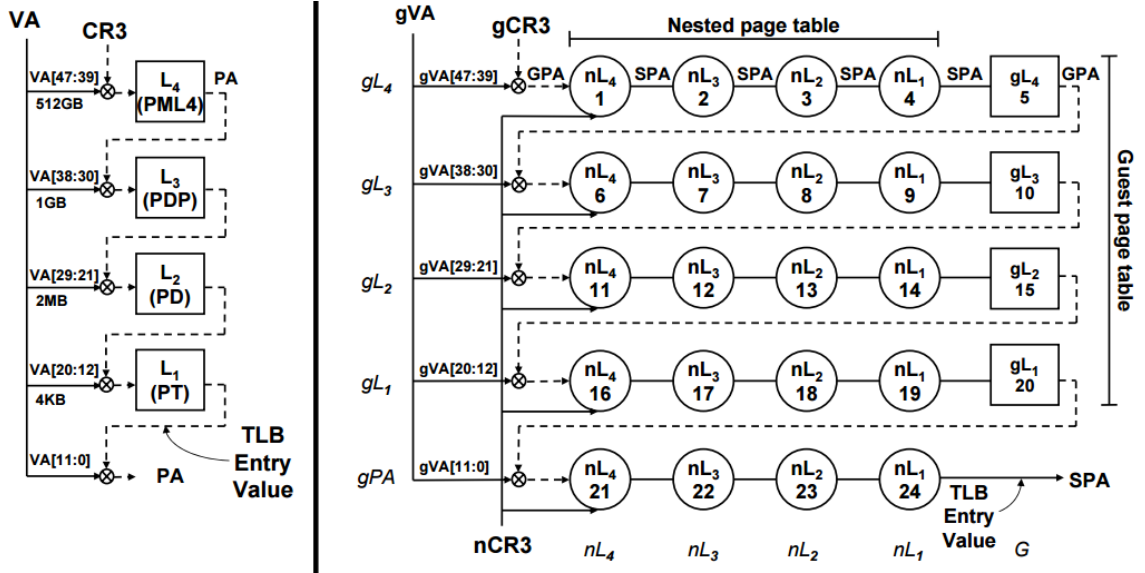 VA
CR3
VA[47:39]
512GB
L4
(PML4)
PA
VA[38:30]
1GB
L3
(PDP)
VA[29:21]
2MB
L2
(PD)
VA[20:12]
4KB
L1
(PT)
VA[11:0]
PA
TLB
Entry
Value
gVA
gCR3
Nested page table
gL4
gVA[47:39]
GPA
nL4
1
SPA
nL3
2
SPA
nL2
3
SPA
nL1
4
SPA
gL4
5
GPA
gL3
gVA[38:30]
nL4
6
nL3
7
nL2
8
nL1
9
gL3
10
gL2
gVA[29:21]
nL4
11
nL3
12
nL2
13
nL1
14
gL2
15
gL1
gVA[20:12]
nL4
16
nL3
17
nL2
18
nL1
19
gL1
20
Guest page table
gPA
gVA[11:0]
nL4
21
nL3
22
nL2
23
nL1
24
TLB
Entry
Value
SPA
nCR3
nL4
nL3
nL2
nL1
G